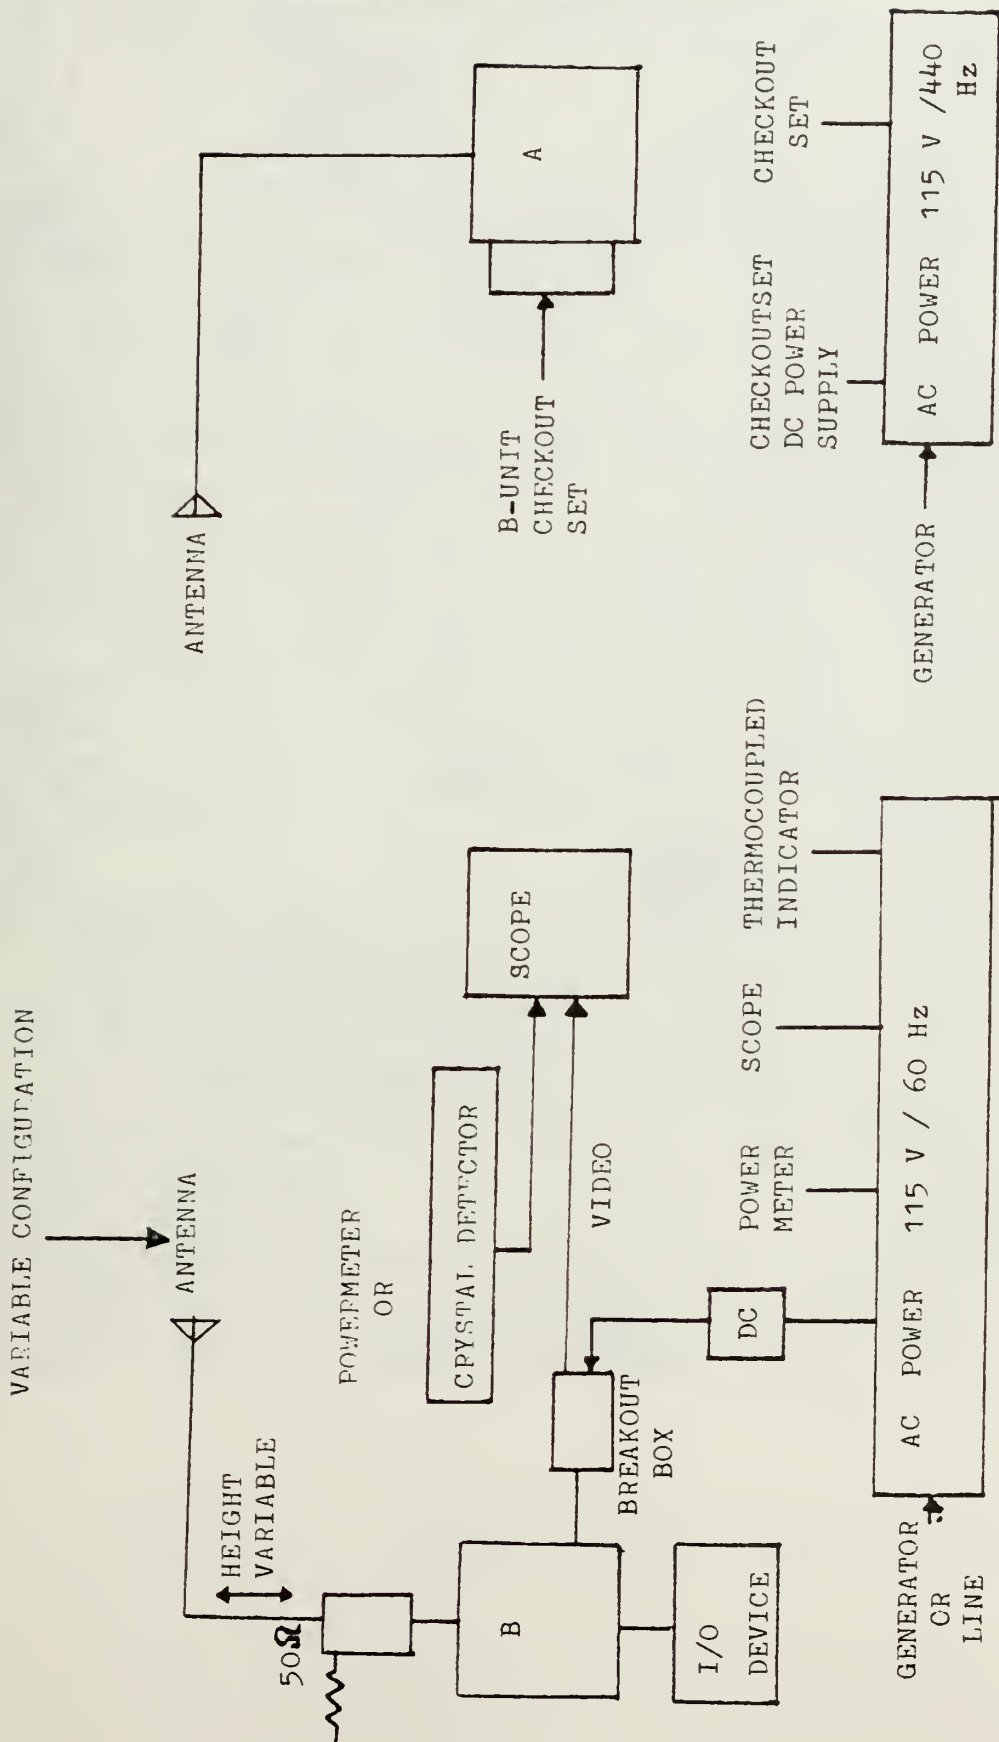 VARIABLE CONFIGURATION
ANTENNA
HEIGHT
VARIABLE
50Ω
POWERMETER
OR
CRYSTAL DETECTOR
SCOPE
VIDEO
B
BREAKOUT
BOX
I/O
DEVICE
DC
POWER
METER
SCOPE
THERMOCOUPLED
INDICATOR
AC POWER 115 V / 60 Hz
GENERATOR
OR
LINE
ANTENNA
A
B-UNIT
CHECKOUT
SET
CHECKOUTSET
DC POWER
SUPPLY
CHECKOUT
SET
AC POWER 115 V /440
Hz
GENERATOR